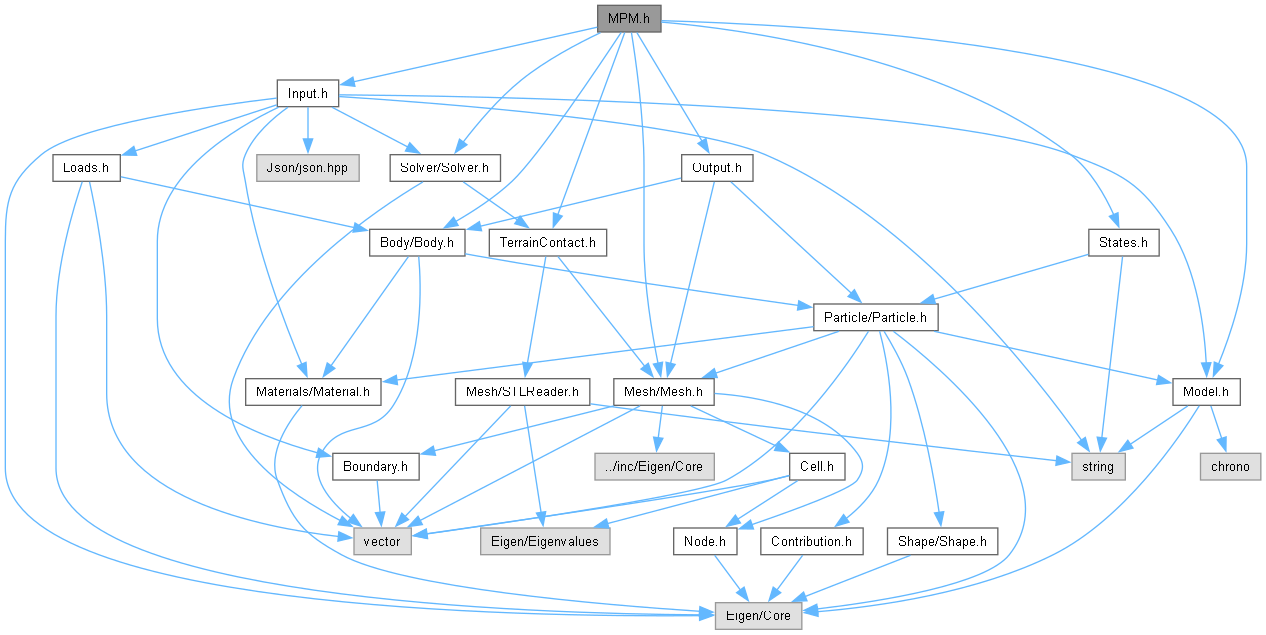 MPM.h
Input.h
Loads.h
Json/json.hpp
Solver/Solver.h
Output.h
Body/Body.h
TerrainContact.h
States.h
Particle/Particle.h
Materials/Material.h
Mesh/STLReader.h
Mesh/Mesh.h
Model.h
Boundary.h
../inc/Eigen/Core
Cell.h
string
chrono
vector
Eigen/Eigenvalues
Node.h
Contribution.h
Shape/Shape.h
Eigen/Core